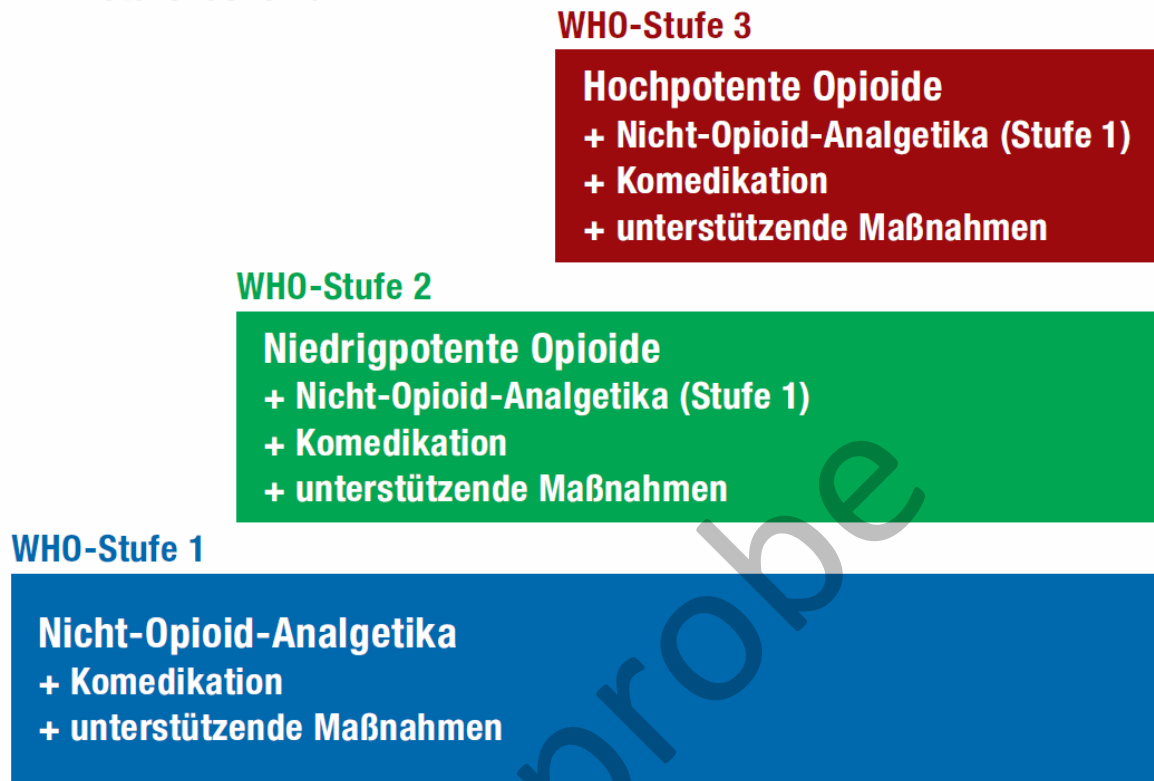 WHO-Stufe 3
Hochpotente Opioide
+ Nicht-Opioid-Analgetika (Stufe 1)
+ Komedikation
+ unterstützende Maßnahmen
WHO-Stufe 2
Niedrigpotente Opioide
+ Nicht-Opioid-Analgetika (Stufe 1)
+ Komedikation
+ unterstützende Maßnahmen
WHO-Stufe 1
Nicht-Opioid-Analgetika
+ Komedikation
+ unterstützende Maßnahmen
probe